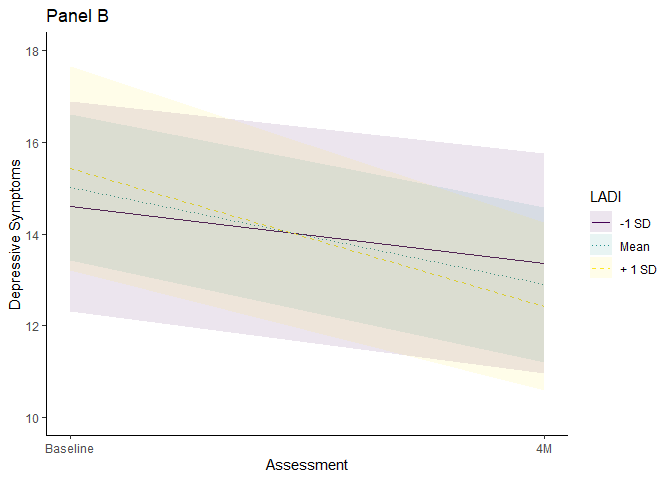 Panel B
Depressive Symptoms
18
16
14
12
10
Baseline
4M
Assessment
LADI
-1 SD
Mean
+ 1 SD